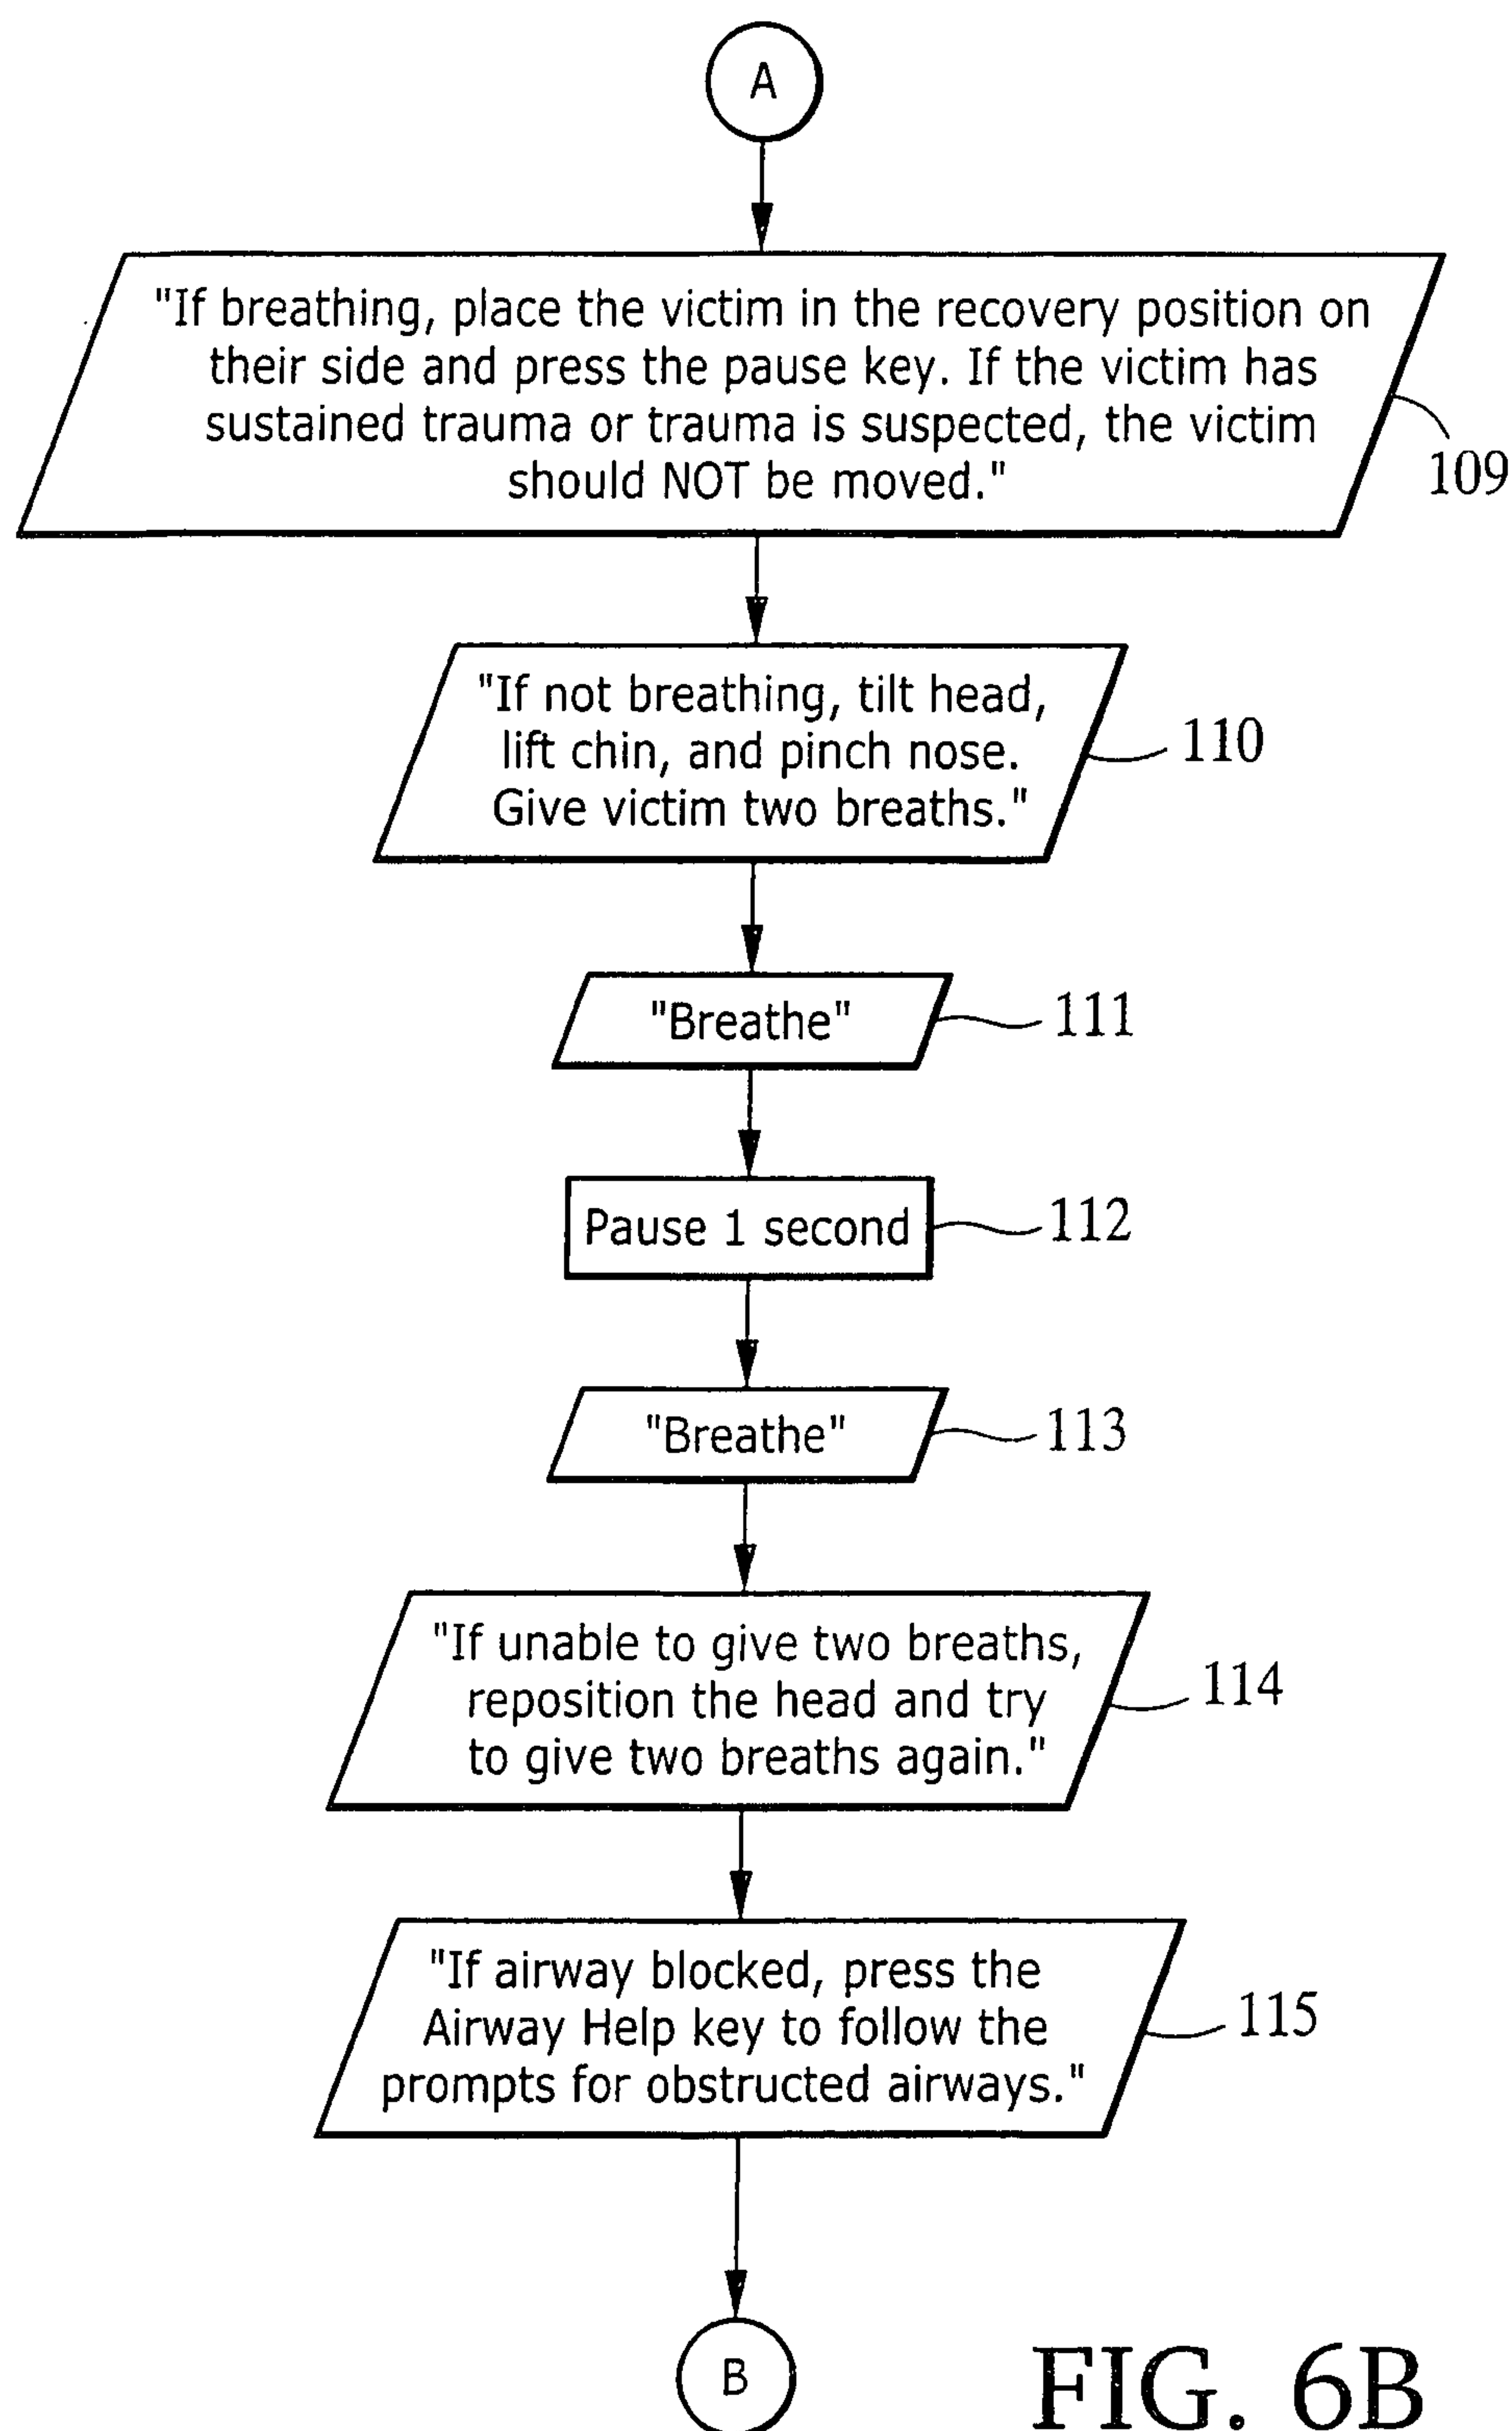 A
"If breathing, place the victim in the recovery position on
their side and press the pause key. If the victim has
sustained trauma or trauma is suspected, the victim
should NOT be moved."
109
"If not breathing, tilt head,
lift chin, and pinch nose.
Give victim two breaths."
110
"Breathe"
111
Pause 1 second
112
"Breathe"
113
"If unable to give two breaths,
reposition the head and try
to give two breaths again."
114
"If airway blocked, press the
Airway Help key to follow the
prompts for obstructed airways."
115
B
FIG. 6B